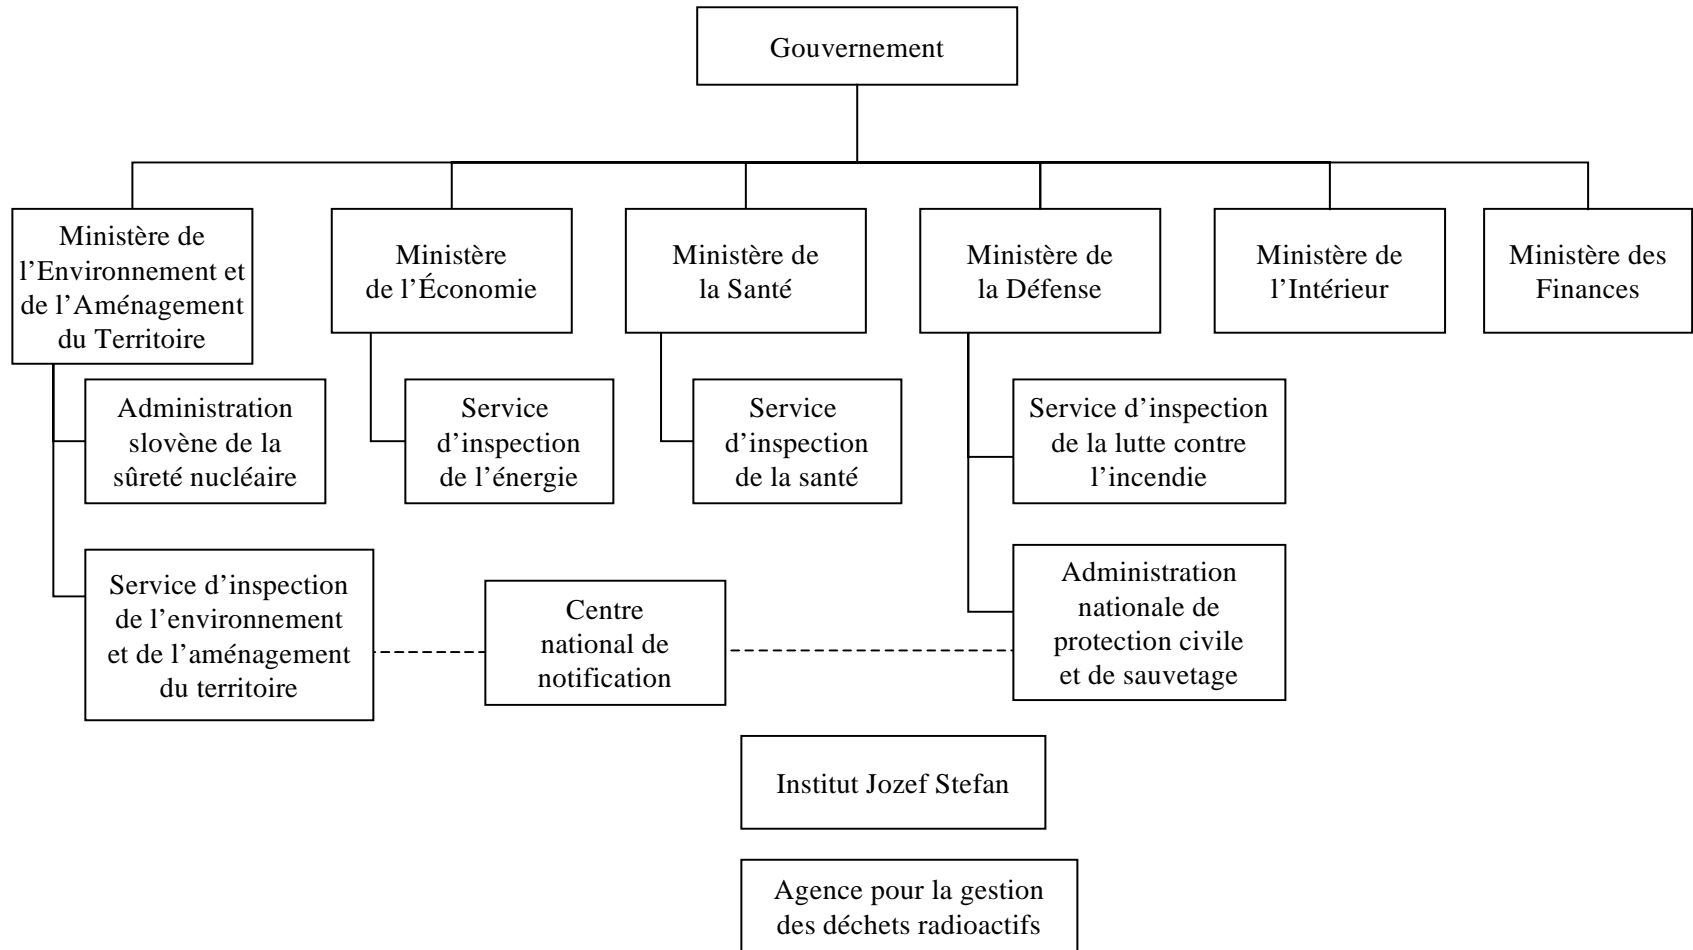 Gouvernement
Ministère de
l’Environnement et
de l’Aménagement
du Territoire
Ministère
de l’Économie
Ministère de
la Santé
Ministère de
la Défense
Ministère de
l’Intérieur
Ministère des
Finances
Administration
slovène de la
sûreté nucléaire
Service
d’inspection
de l’énergie
Service
d’inspection
de la santé
Service d’inspection
de la lutte contre
l’incendie
Service d’inspection
de l’environnement
et de l’aménagement
du territoire
Centre
national de
notification
Administration
nationale de
protection civile
et de sauvetage
Institut Jozef Stefan
Agence pour la gestion
des déchets radioactifs